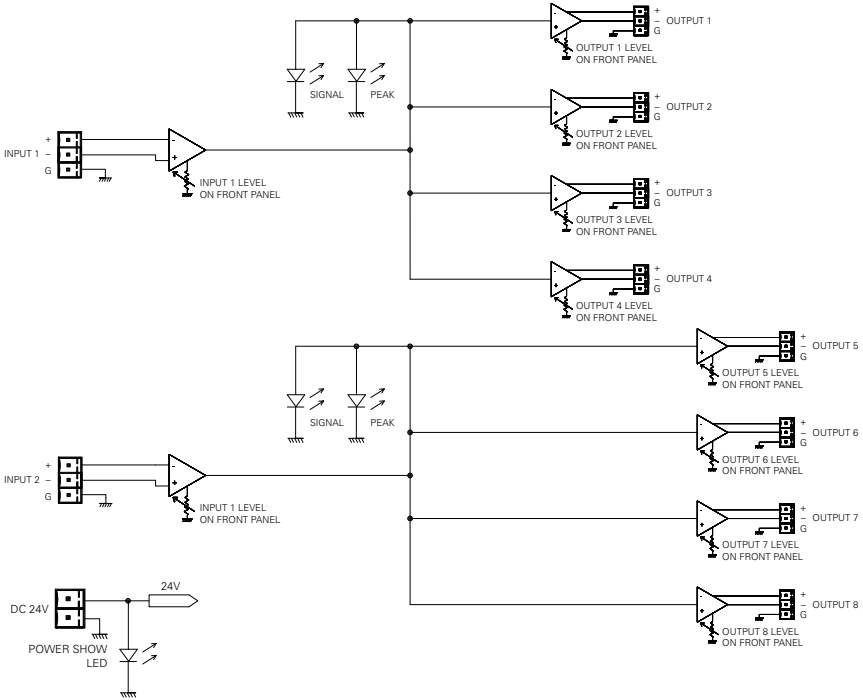 +
− OUTPUT 1
G
OUTPUT 1 LEVEL
ON FRONT PANEL
SIGNAL
PEAK
+
− OUTPUT 2
G
OUTPUT 2 LEVEL
ON FRONT PANEL
+
INPUT 1 −
G
-
+
INPUT 1 LEVEL
ON FRONT PANEL
+
− OUTPUT 3
G
OUTPUT 3 LEVEL
ON FRONT PANEL
+
− OUTPUT 4
G
OUTPUT 4 LEVEL
ON FRONT PANEL
+
− OUTPUT 5
G
OUTPUT 5 LEVEL
ON FRONT PANEL
SIGNAL
PEAK
+
− OUTPUT 6
G
OUTPUT 6 LEVEL
ON FRONT PANEL
+
INPUT 2 −
G
-
+
INPUT 1 LEVEL
ON FRONT PANEL
+
− OUTPUT 7
G
OUTPUT 7 LEVEL
ON FRONT PANEL
+
− OUTPUT 8
G
OUTPUT 8 LEVEL
ON FRONT PANEL
24V
DC 24V
POWER SHOW
LED